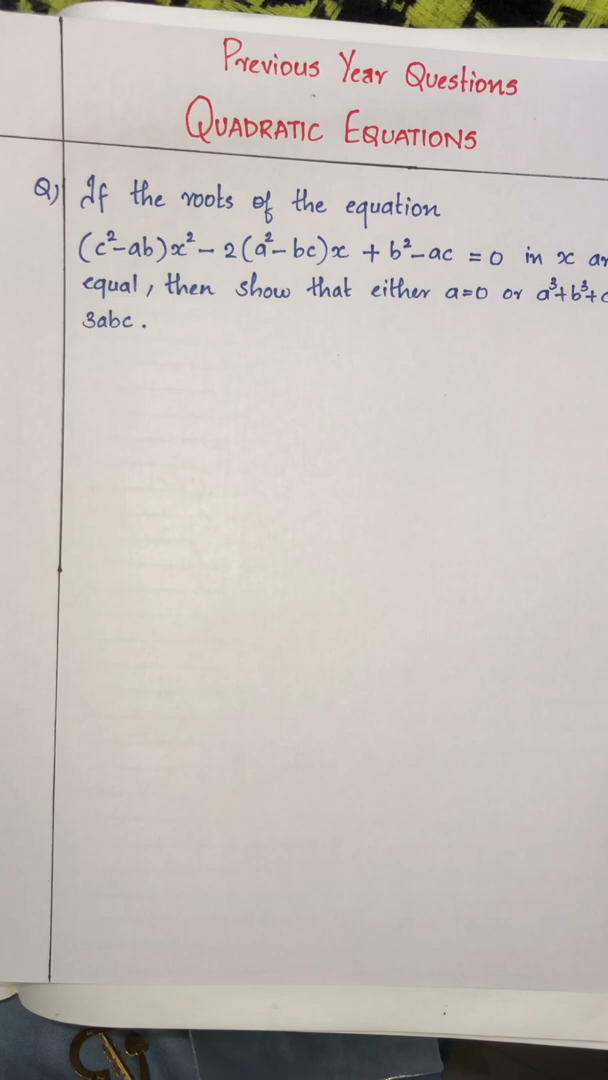 Previous Year Questions
QUADRATIC EQUATIONS
Q) If the roots of the equation
(c²-ab)x² - 2(a²-bc)x + b²-ac = 0 in x ar
equal, then show that either a=0 or a³+b³+c
3abc.